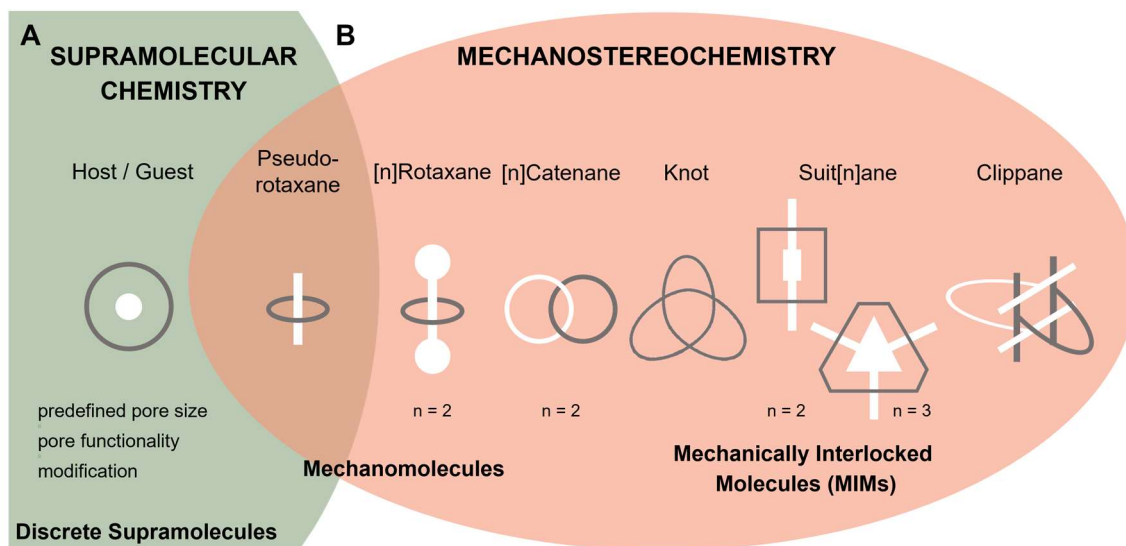 A
B
SUPRAMOLECULAR
CHEMISTRY
MECHANOSTEREOCHEMISTRY
Host / Guest
Pseudo-
rotaxane
[n]Rotaxane
[n]Catenane
Knot
Suit[n]ane
Clippane
predefined pore size
pore functionality
modification
n = 2
n = 2
n = 2
n = 3
Mechanomolecules
Mechanically Interlocked
Molecules (MIMs)
Discrete Supramolecules